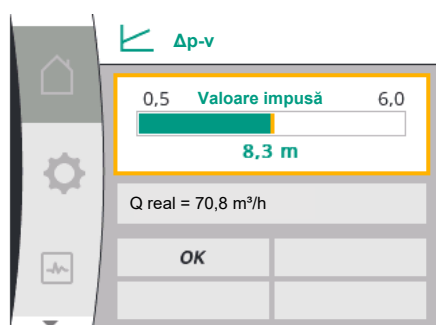 Δp-v
0,5 Valoare impusă 6,0
8,3 m
Q real = 70,8 m³/h
OK